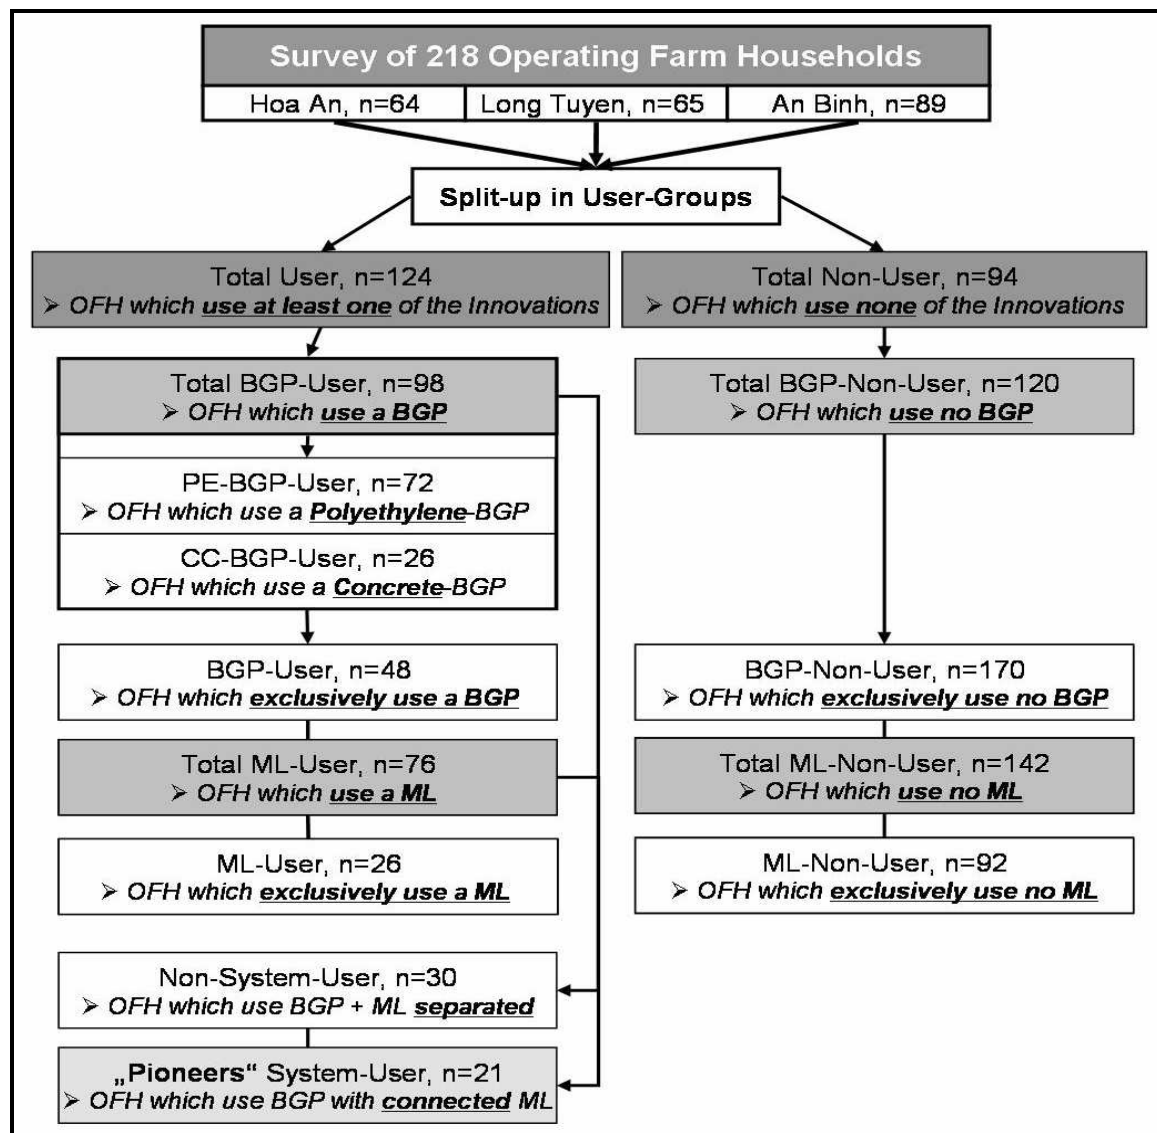 Survey of 218 Operating Farm Households
Hoa An, n=64
Long Tuyen, n=65
An Binh, n=89
Split-up in User-Groups
Total User, n=124
➢ OFH which use at least one of the Innovations
Total Non-User, n=94
➢ OFH which use none of the Innovations
Total BGP-User, n=98
➢ OFH which use a BGP
Total BGP-Non-User, n=120
➢ OFH which use no BGP
PE-BGP-User, n=72
➢ OFH which use a Polyethylene-BGP
CC-BGP-User, n=26
➢ OFH which use a Concrete-BGP
BGP-User, n=48
➢ OFH which exclusively use a BGP
BGP-Non-User, n=170
➢ OFH which exclusively use no BGP
Total ML-User, n=76
➢ OFH which use a ML
Total ML-Non-User, n=142
➢ OFH which use no ML
ML-User, n=26
➢ OFH which exclusively use a ML
ML-Non-User, n=92
➢ OFH which exclusively use no ML
Non-System-User, n=30
➢ OFH which use BGP + ML separated
„Pioneers“ System-User, n=21
➢ OFH which use BGP with connected ML